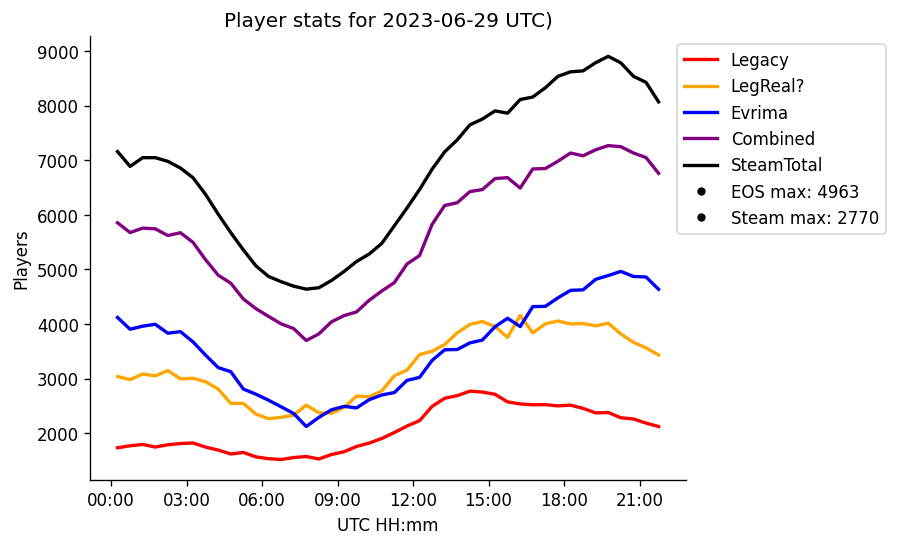 Player stats for 2023-06-29 UTC)
9000
8000
7000
6000
5000
4000
3000
2000
Players
00:00 03:00 06:00 09:00 12:00 15:00 18:00 21:00
UTC HH:mm
Legacy
LegReal?
Evrima
Combined
SteamTotal
EOS max: 4963
Steam max: 2770